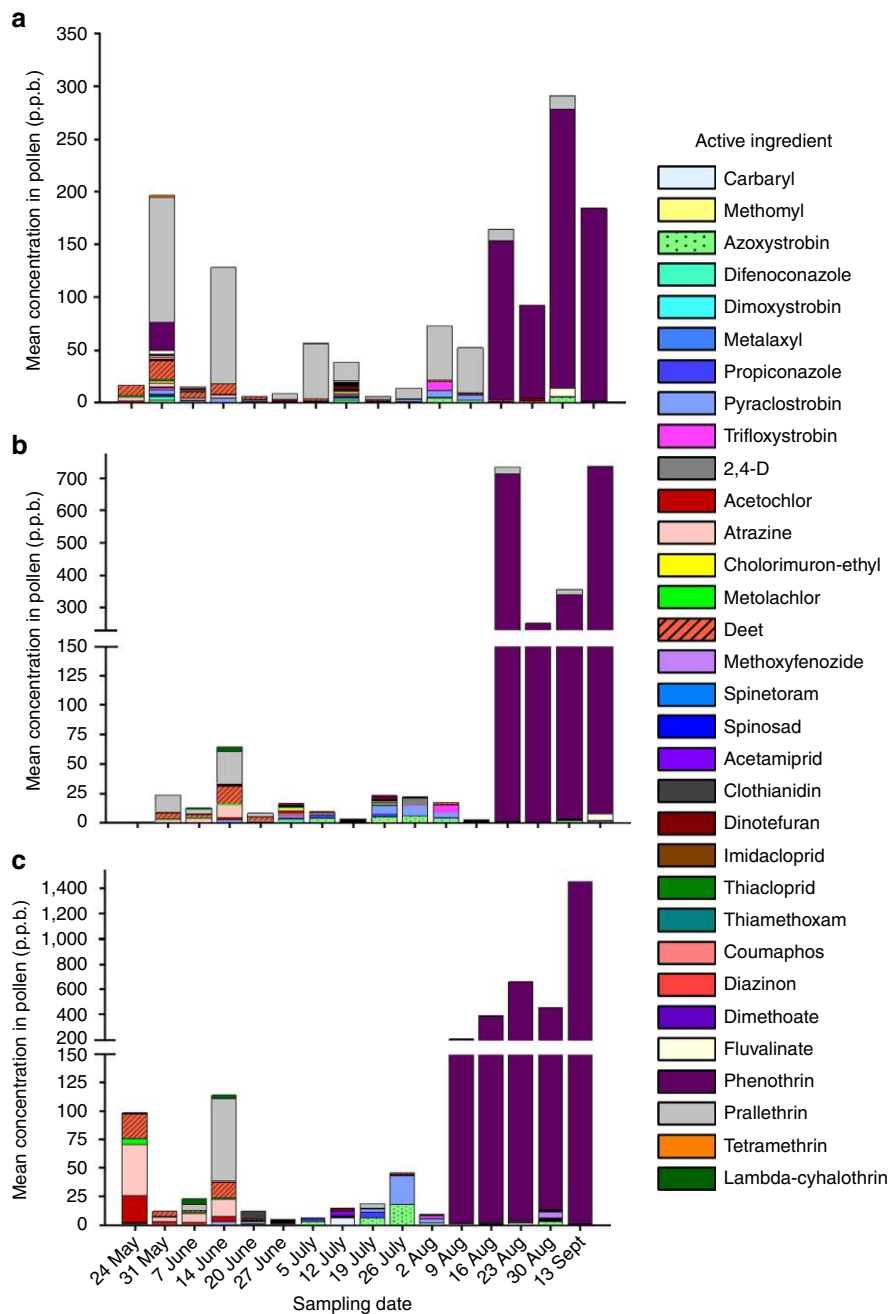 a
Mean concentration in pollen (p.p.b.)
350
300
250
200
150
100
50
0
b
Mean concentration in pollen (p.p.b.)
700
600
500
400
300
150
125
100
75
50
25
0
c
Mean concentration in pollen (p.p.b.)
1,400
1,200
1,000
800
600
400
200
150
125
100
75
50
25
0
24 May
31 May
7 June
14 June
20 June
27 June
5 July
12 July
19 July
26 July
2 Aug
9 Aug
16 Aug
23 Aug
30 Aug
13 Sept
Sampling date
Active ingredient
Carbaryl
Methomyl
Azoxystrobin
Difenoconazole
Dimoxystrobin
Metalaxyl
Propiconazole
Pyraclostrobin
Trifloxystrobin
2,4-D
Acetochlor
Atrazine
Cholorimuron-ethyl
Metolachlor
Deet
Methoxyfenozide
Spinetoram
Spinosad
Acetamiprid
Clothianidin
Dinotefuran
Imidacloprid
Thiacloprid
Thiamethoxam
Coumaphos
Diazinon
Dimethoate
Fluvalinate
Phenothrin
Prallethrin
Tetramethrin
Lambda-cyhalothrin